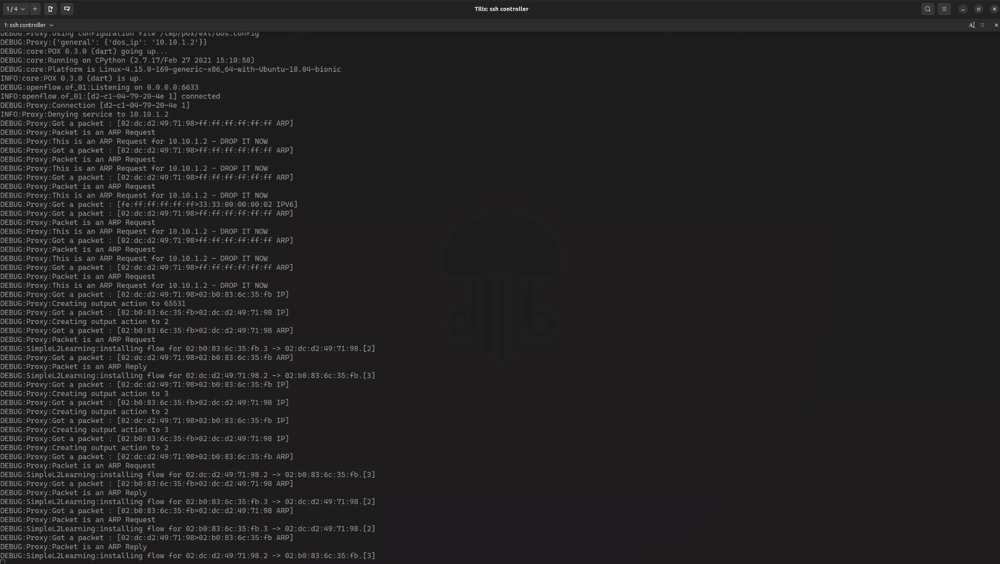 1 / 4
Tilix: ssh controller
1: ssh controller
DEBUG:Proxy:Using configuration file /tmp/pox/ext/dos.config
DEBUG:Proxy:{'general': {'dos_ip': '10.10.1.2'}}
DEBUG:core:POX 0.3.0 (dart) going up...
DEBUG:core:Running on CPython (2.7.17/Feb 27 2021 15:10:58)
DEBUG:core:Platform is Linux-4.15.0-169-generic-x86_64-with-Ubuntu-18.04-bionic
INFO:core:POX 0.3.0 (dart) is up.
DEBUG:openflow.of_01:Listening on 0.0.0.0:6633
INFO:openflow.of_01:[d2-c1-04-79-20-4e 1] connected
DEBUG:Proxy:Connection [d2-c1-04-79-20-4e 1]
INFO:Proxy:Denying service to 10.10.1.2
DEBUG:Proxy:Got a packet : [02:dc:d2:49:71:98>ff:ff:ff:ff:ff:ff ARP]
DEBUG:Proxy:Packet is an ARP Request
DEBUG:Proxy:This is an ARP Request for 10.10.1.2 - DROP IT NOW
DEBUG:Proxy:Got a packet : [02:dc:d2:49:71:98>ff:ff:ff:ff:ff:ff ARP]
DEBUG:Proxy:Packet is an ARP Request
DEBUG:Proxy:This is an ARP Request for 10.10.1.2 - DROP IT NOW
DEBUG:Proxy:Got a packet : [02:dc:d2:49:71:98>ff:ff:ff:ff:ff:ff ARP]
DEBUG:Proxy:Packet is an ARP Request
DEBUG:Proxy:This is an ARP Request for 10.10.1.2 - DROP IT NOW
DEBUG:Proxy:Got a packet : [fe:ff:ff:ff:ff:ff>33:33:00:00:00:02 IPV6]
DEBUG:Proxy:Got a packet : [02:dc:d2:49:71:98>ff:ff:ff:ff:ff:ff ARP]
DEBUG:Proxy:Packet is an ARP Request
DEBUG:Proxy:This is an ARP Request for 10.10.1.2 - DROP IT NOW
DEBUG:Proxy:Got a packet : [02:dc:d2:49:71:98>ff:ff:ff:ff:ff:ff ARP]
DEBUG:Proxy:Packet is an ARP Request
DEBUG:Proxy:This is an ARP Request for 10.10.1.2 - DROP IT NOW
DEBUG:Proxy:Got a packet : [02:dc:d2:49:71:98>ff:ff:ff:ff:ff:ff ARP]
DEBUG:Proxy:Packet is an ARP Request
DEBUG:Proxy:This is an ARP Request for 10.10.1.2 - DROP IT NOW
DEBUG:Proxy:Got a packet : [02:dc:d2:49:71:98>02:b0:83:6c:35:fb IP]
DEBUG:Proxy:Creating output action to 65531
DEBUG:Proxy:Got a packet : [02:b0:83:6c:35:fb>02:dc:d2:49:71:98 IP]
DEBUG:Proxy:Creating output action to 2
DEBUG:Proxy:Got a packet : [02:b0:83:6c:35:fb>02:dc:d2:49:71:98 ARP]
DEBUG:Proxy:Packet is an ARP Request
DEBUG:SimpleL2Learning:installing flow for 02:b0:83:6c:35:fb.3 -> 02:dc:d2:49:71:98.[2]
DEBUG:Proxy:Got a packet : [02:dc:d2:49:71:98>02:b0:83:6c:35:fb ARP]
DEBUG:Proxy:Packet is an ARP Reply
DEBUG:SimpleL2Learning:installing flow for 02:dc:d2:49:71:98.2 -> 02:b0:83:6c:35:fb.[3]
DEBUG:Proxy:Got a packet : [02:dc:d2:49:71:98>02:b0:83:6c:35:fb IP]
DEBUG:Proxy:Creating output action to 3
DEBUG:Proxy:Got a packet : [02:b0:83:6c:35:fb>02:dc:d2:49:71:98 IP]
DEBUG:Proxy:Creating output action to 2
DEBUG:Proxy:Got a packet : [02:dc:d2:49:71:98>02:b0:83:6c:35:fb IP]
DEBUG:Proxy:Creating output action to 3
DEBUG:Proxy:Got a packet : [02:b0:83:6c:35:fb>02:dc:d2:49:71:98 IP]
DEBUG:Proxy:Creating output action to 2
DEBUG:Proxy:Got a packet : [02:dc:d2:49:71:98>02:b0:83:6c:35:fb ARP]
DEBUG:Proxy:Packet is an ARP Request
DEBUG:SimpleL2Learning:installing flow for 02:dc:d2:49:71:98.2 -> 02:b0:83:6c:35:fb.[3]
DEBUG:Proxy:Got a packet : [02:b0:83:6c:35:fb>02:dc:d2:49:71:98 ARP]
DEBUG:Proxy:Packet is an ARP Reply
DEBUG:SimpleL2Learning:installing flow for 02:b0:83:6c:35:fb.3 -> 02:dc:d2:49:71:98.[2]
DEBUG:Proxy:Got a packet : [02:b0:83:6c:35:fb>02:dc:d2:49:71:98 ARP]
DEBUG:Proxy:Packet is an ARP Request
DEBUG:SimpleL2Learning:installing flow for 02:b0:83:6c:35:fb.3 -> 02:dc:d2:49:71:98.[2]
DEBUG:Proxy:Got a packet : [02:dc:d2:49:71:98>02:b0:83:6c:35:fb ARP]
DEBUG:Proxy:Packet is an ARP Reply
DEBUG:SimpleL2Learning:installing flow for 02:dc:d2:49:71:98.2 -> 02:b0:83:6c:35:fb.[3]